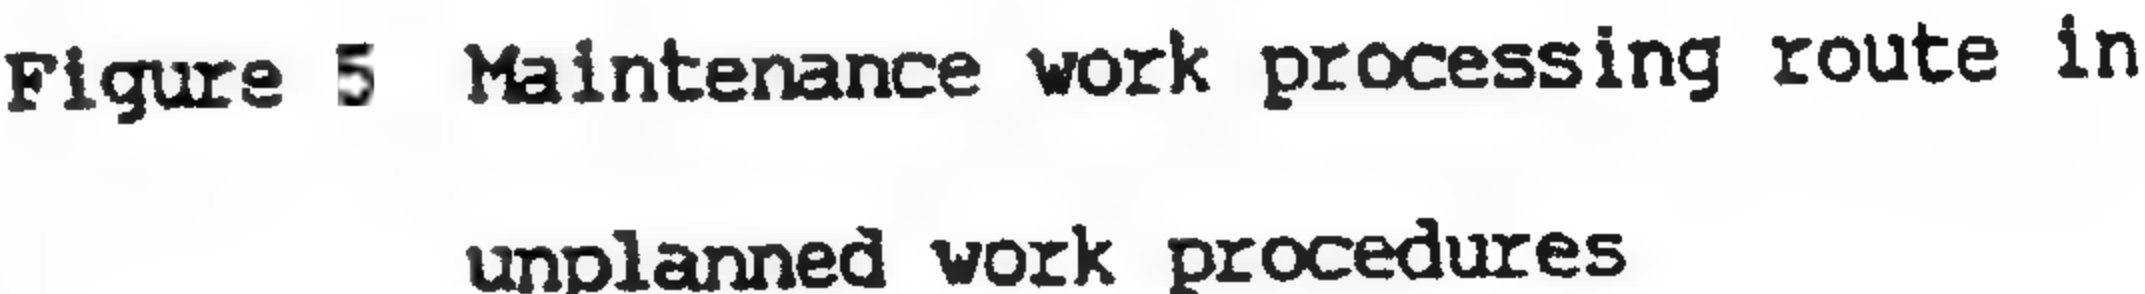 Figure 5 Maintenance work processing route in
unplanned work procedures